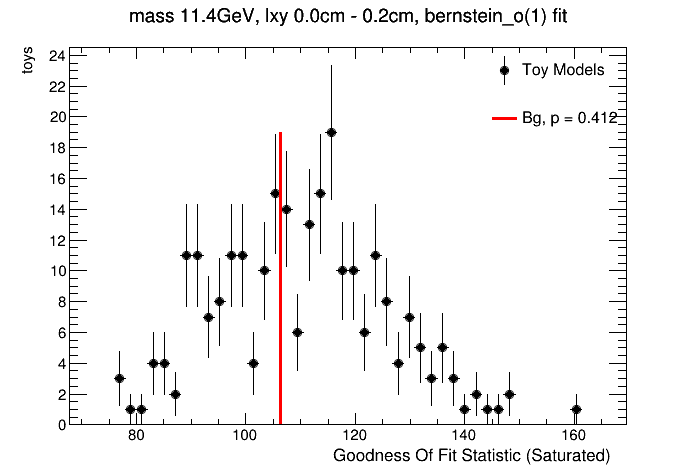 mass 11.4GeV, lxy 0.0cm - 0.2cm, bernstein_o(1) fit
toys
24
22
20
18
16
14
12
10
8
6
4
2
0
Toy Models
Bg, p = 0.412
80 100 120 140 160
Goodness Of Fit Statistic (Saturated)